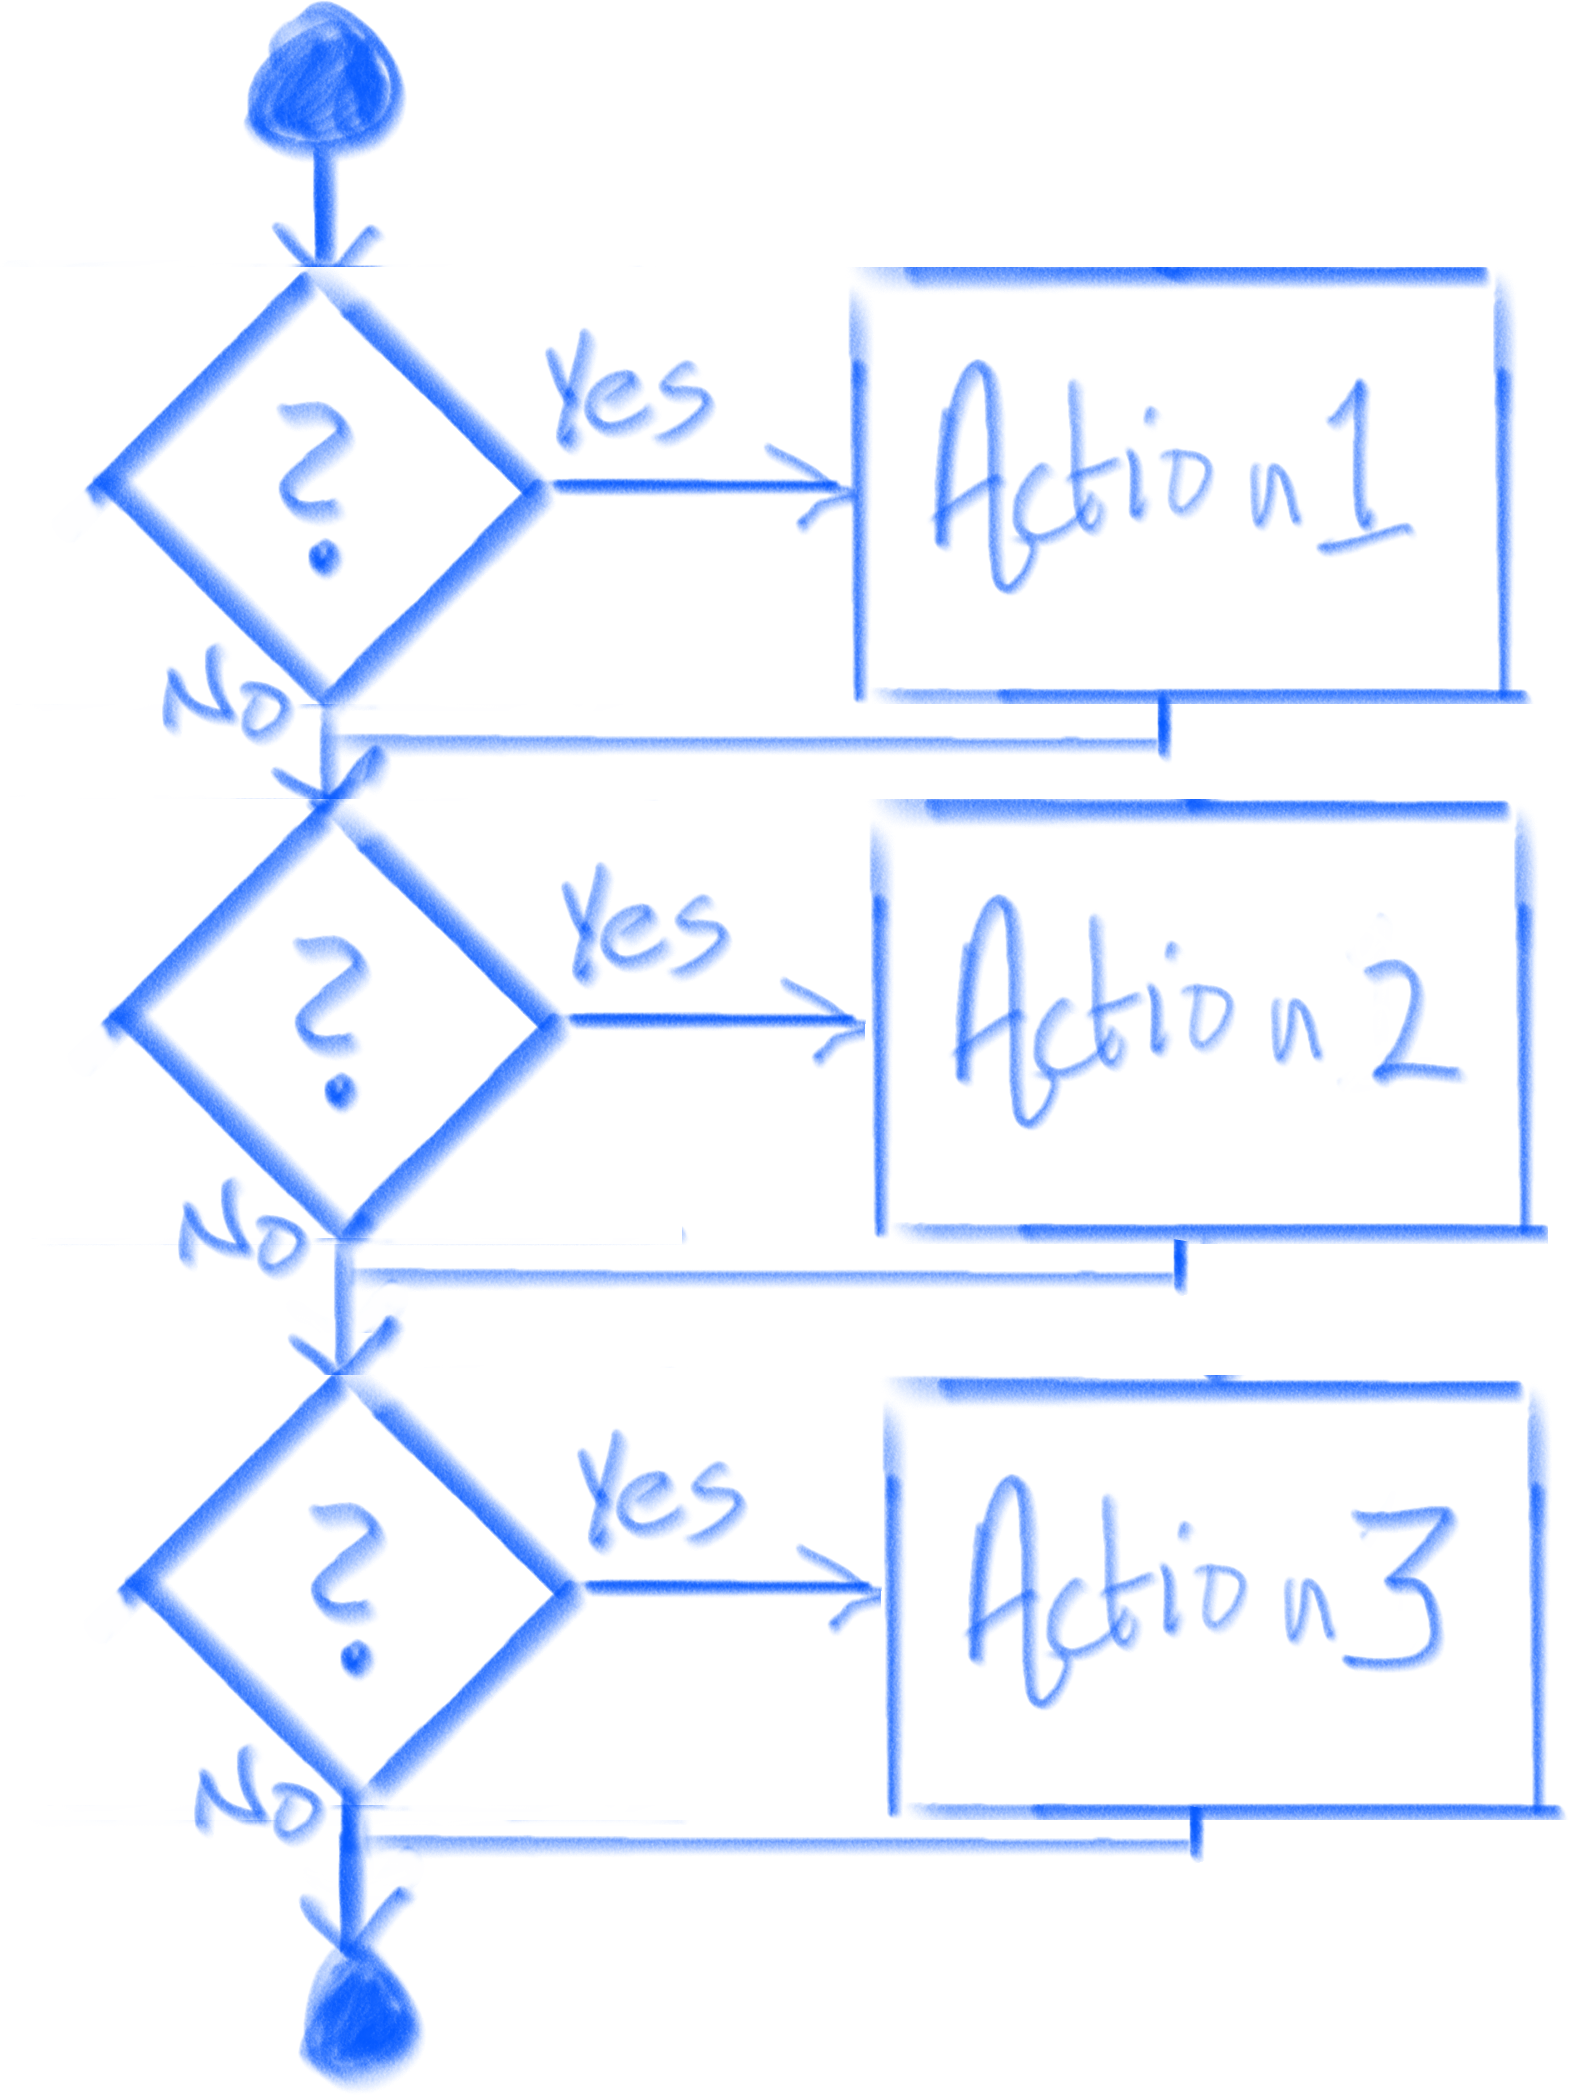 ?
Yes
Action 1
No
?
Yes
Action 2
No
?
Yes
Action 3
No